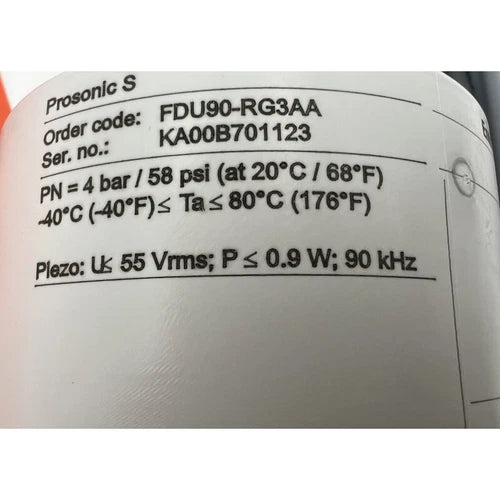 Prosonic S
Order code: FDU90-RG3AA
Ser. no.: KA00B701123
PN = 4 bar / 58 psi (at 20°C / 68°F)
-40°C (-40°F) ≤ Ta ≤ 80°C (176°F)
Piezo: U≤ 55 Vrms; P ≤ 0.9 W; 90 kHz